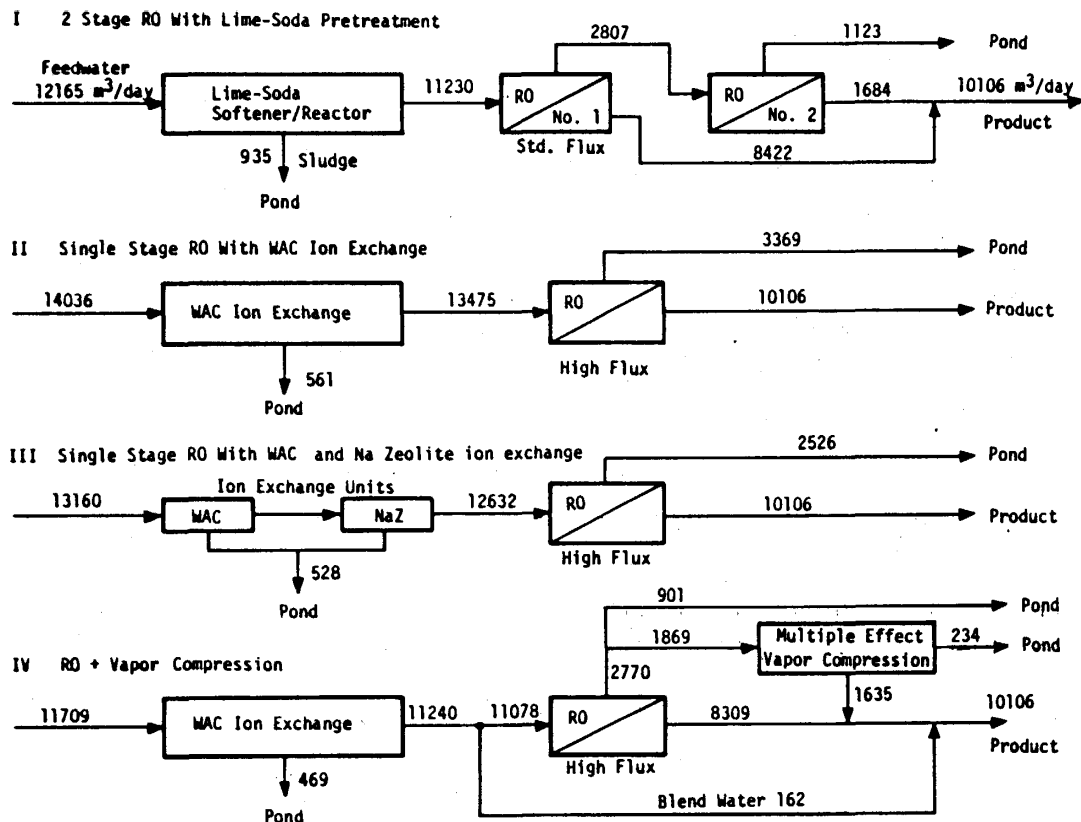 I 2 Stage RO With Lime-Soda Pretreatment
Feedwater
12165 m³/day
Lime-Soda
Softener/Reactor
935 Sludge
Pond
11230
RO
No. 1
Std. Flux
2807
RO
No. 2
1123
Pond
1684
8422
10106 m³/day
Product
II Single Stage RO With WAC Ion Exchange
14036
WAC Ion Exchange
561
Pond
13475
RO
High Flux
3369
Pond
10106
Product
III Single Stage RO With WAC and Na Zeolite ion exchange
Ion Exchange Units
13160
WAC
NaZ
528
Pond
12632
RO
High Flux
2526
Pond
10106
Product
IV RO + Vapor Compression
11709
WAC Ion Exchange
469
Pond
11240
11078
RO
High Flux
2770
901
Pond
1869
Multiple Effect
Vapor Compression
234
Pond
1635
8309
10106
Product
Blend Water 162